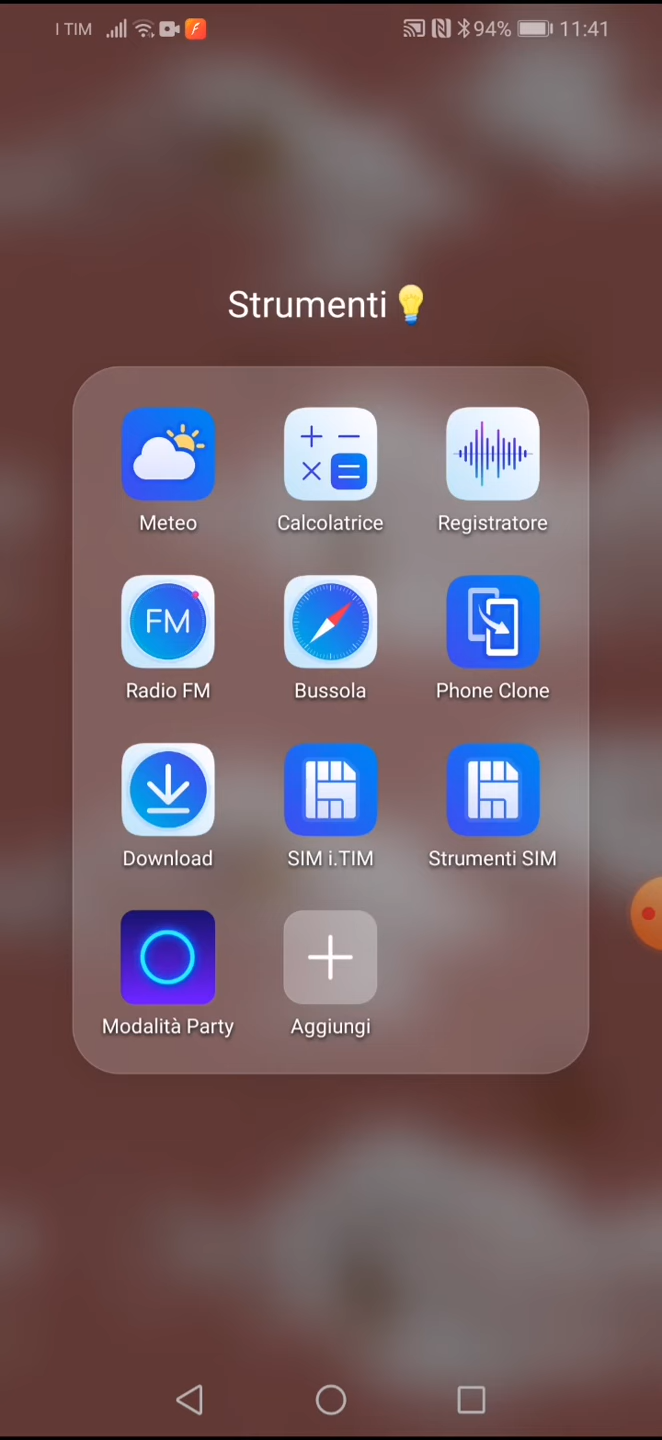 I TIM 94% 11:41
Strumenti💡
Meteo Calcolatrice Registratore
FM
Radio FM Bussola Phone Clone
Download SIM i.TIM Strumenti SIM
Modalità Party Aggiungi